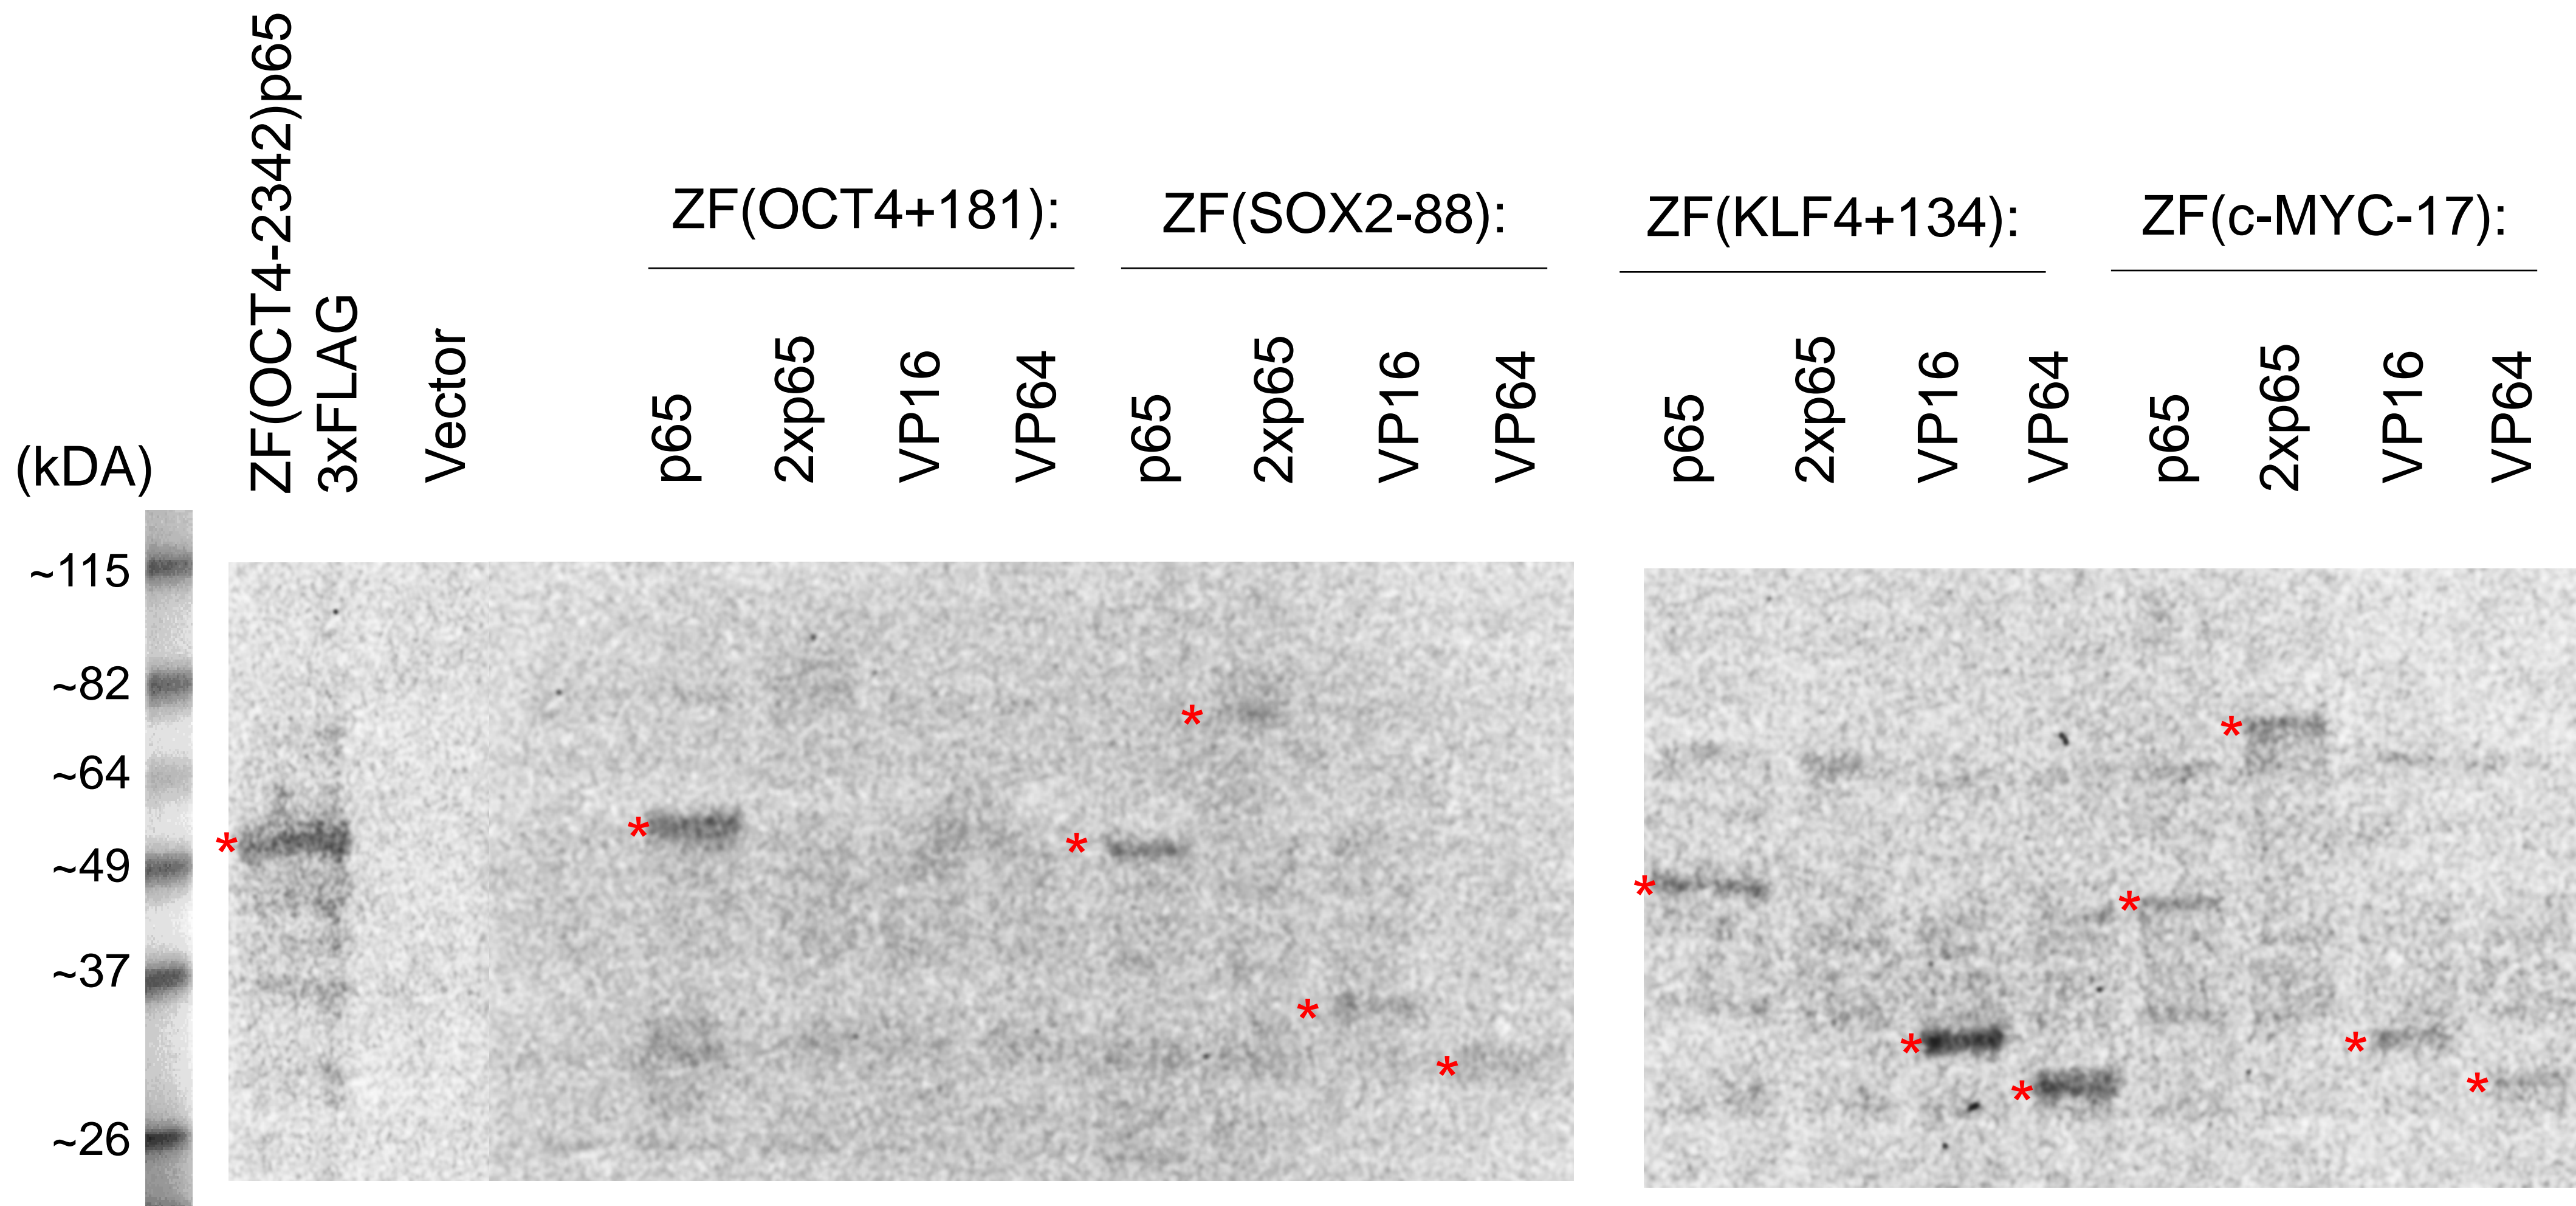 ZF(OCT4-2342)p65
3xFLAG
Vector
ZF(OCT4+181):
p65
2xp65
VP16
VP64
ZF(SOX2-88):
p65
2xp65
VP16
VP64
ZF(KLF4+134):
p65
2xp65
VP16
VP64
ZF(c-MYC-17):
p65
2xp65
VP16
VP64
(kDA)
~115
~82
~64
~49
~37
~26